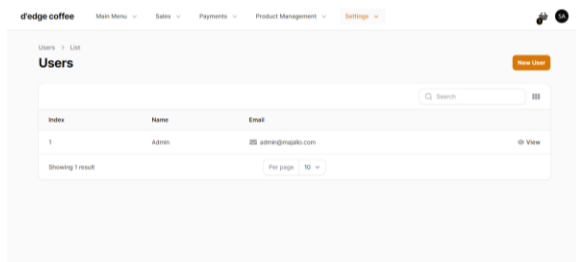 d'edge coffee Main Menu Sales Payments Product Management Settings SA
Users > List
Users New User
Search
Index Name Email
1 Admin admin@majalio.com View
Showing 1 result Per page 10